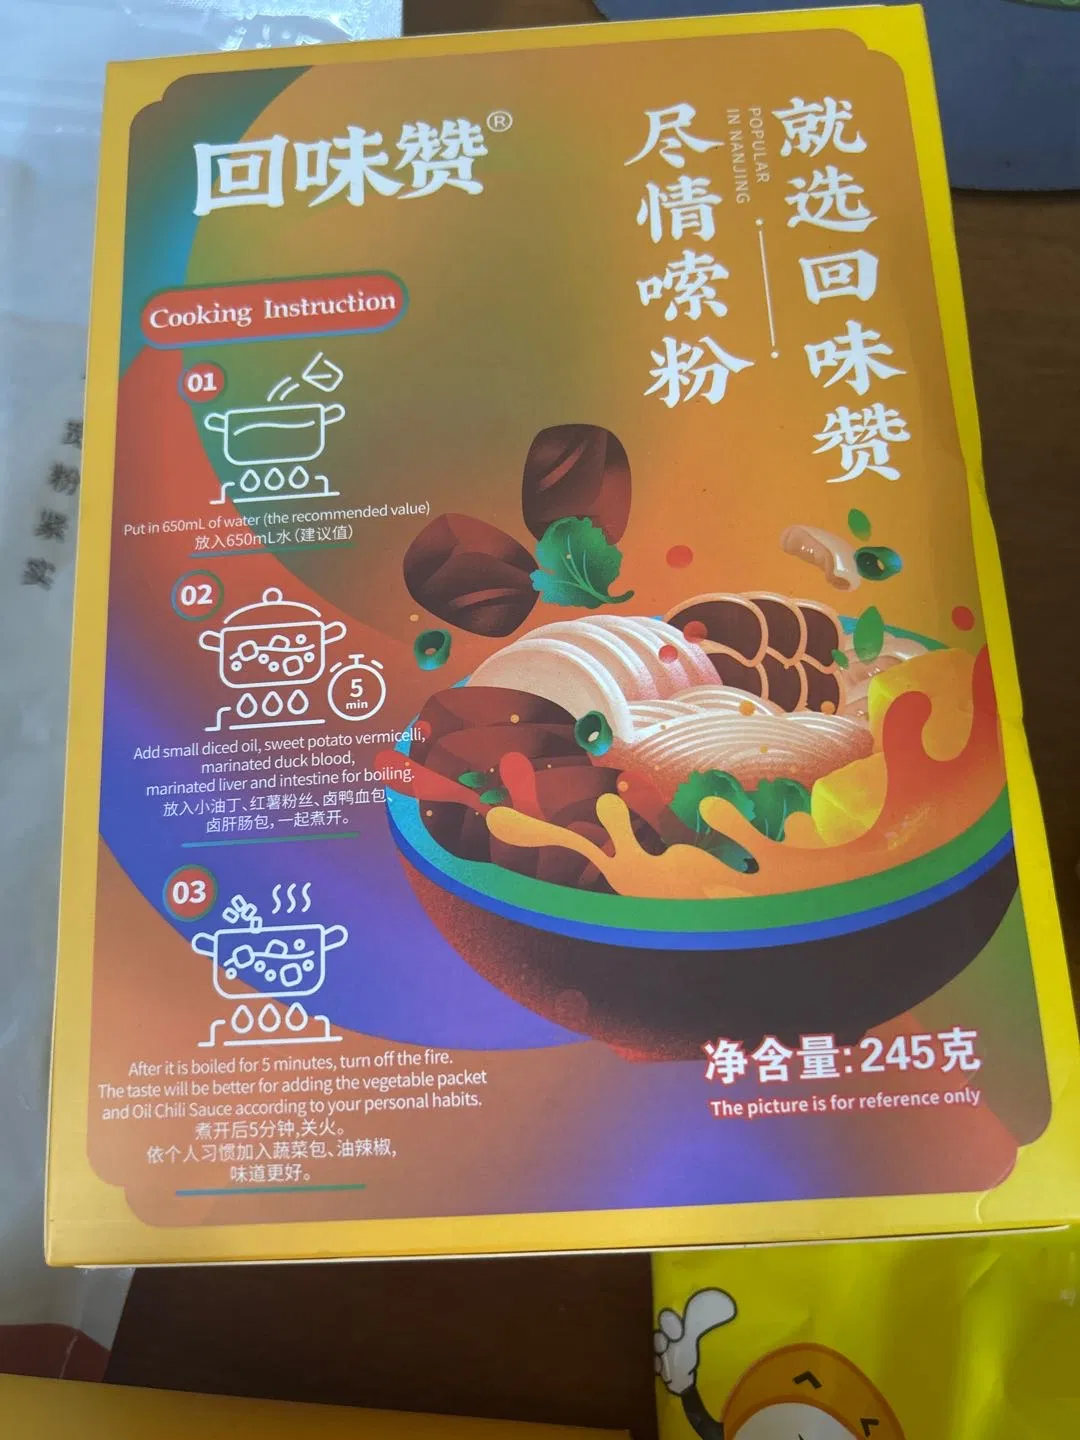 回味赞®
就选回味赞
POPULAR
IN NANJING
尽情嗦粉
Cooking Instruction
01
Put in 650mL of water (the recommended value)
放入650mL水（建议值）
02
5
min
Add small diced oil, sweet potato vermicelli,
marinated duck blood,
marinated liver and intestine for boiling.
放入小油丁、红薯粉丝、卤鸭血包、
卤肝肠包，一起煮开。
03
After it is boiled for 5 minutes, turn off the fire.
The taste will be better for adding the vegetable packet
and Oil Chili Sauce according to your personal habits.
煮开后5分钟,关火。
依个人习惯加入蔬菜包、油辣椒，
味道更好。
净含量:245克
The picture is for reference only